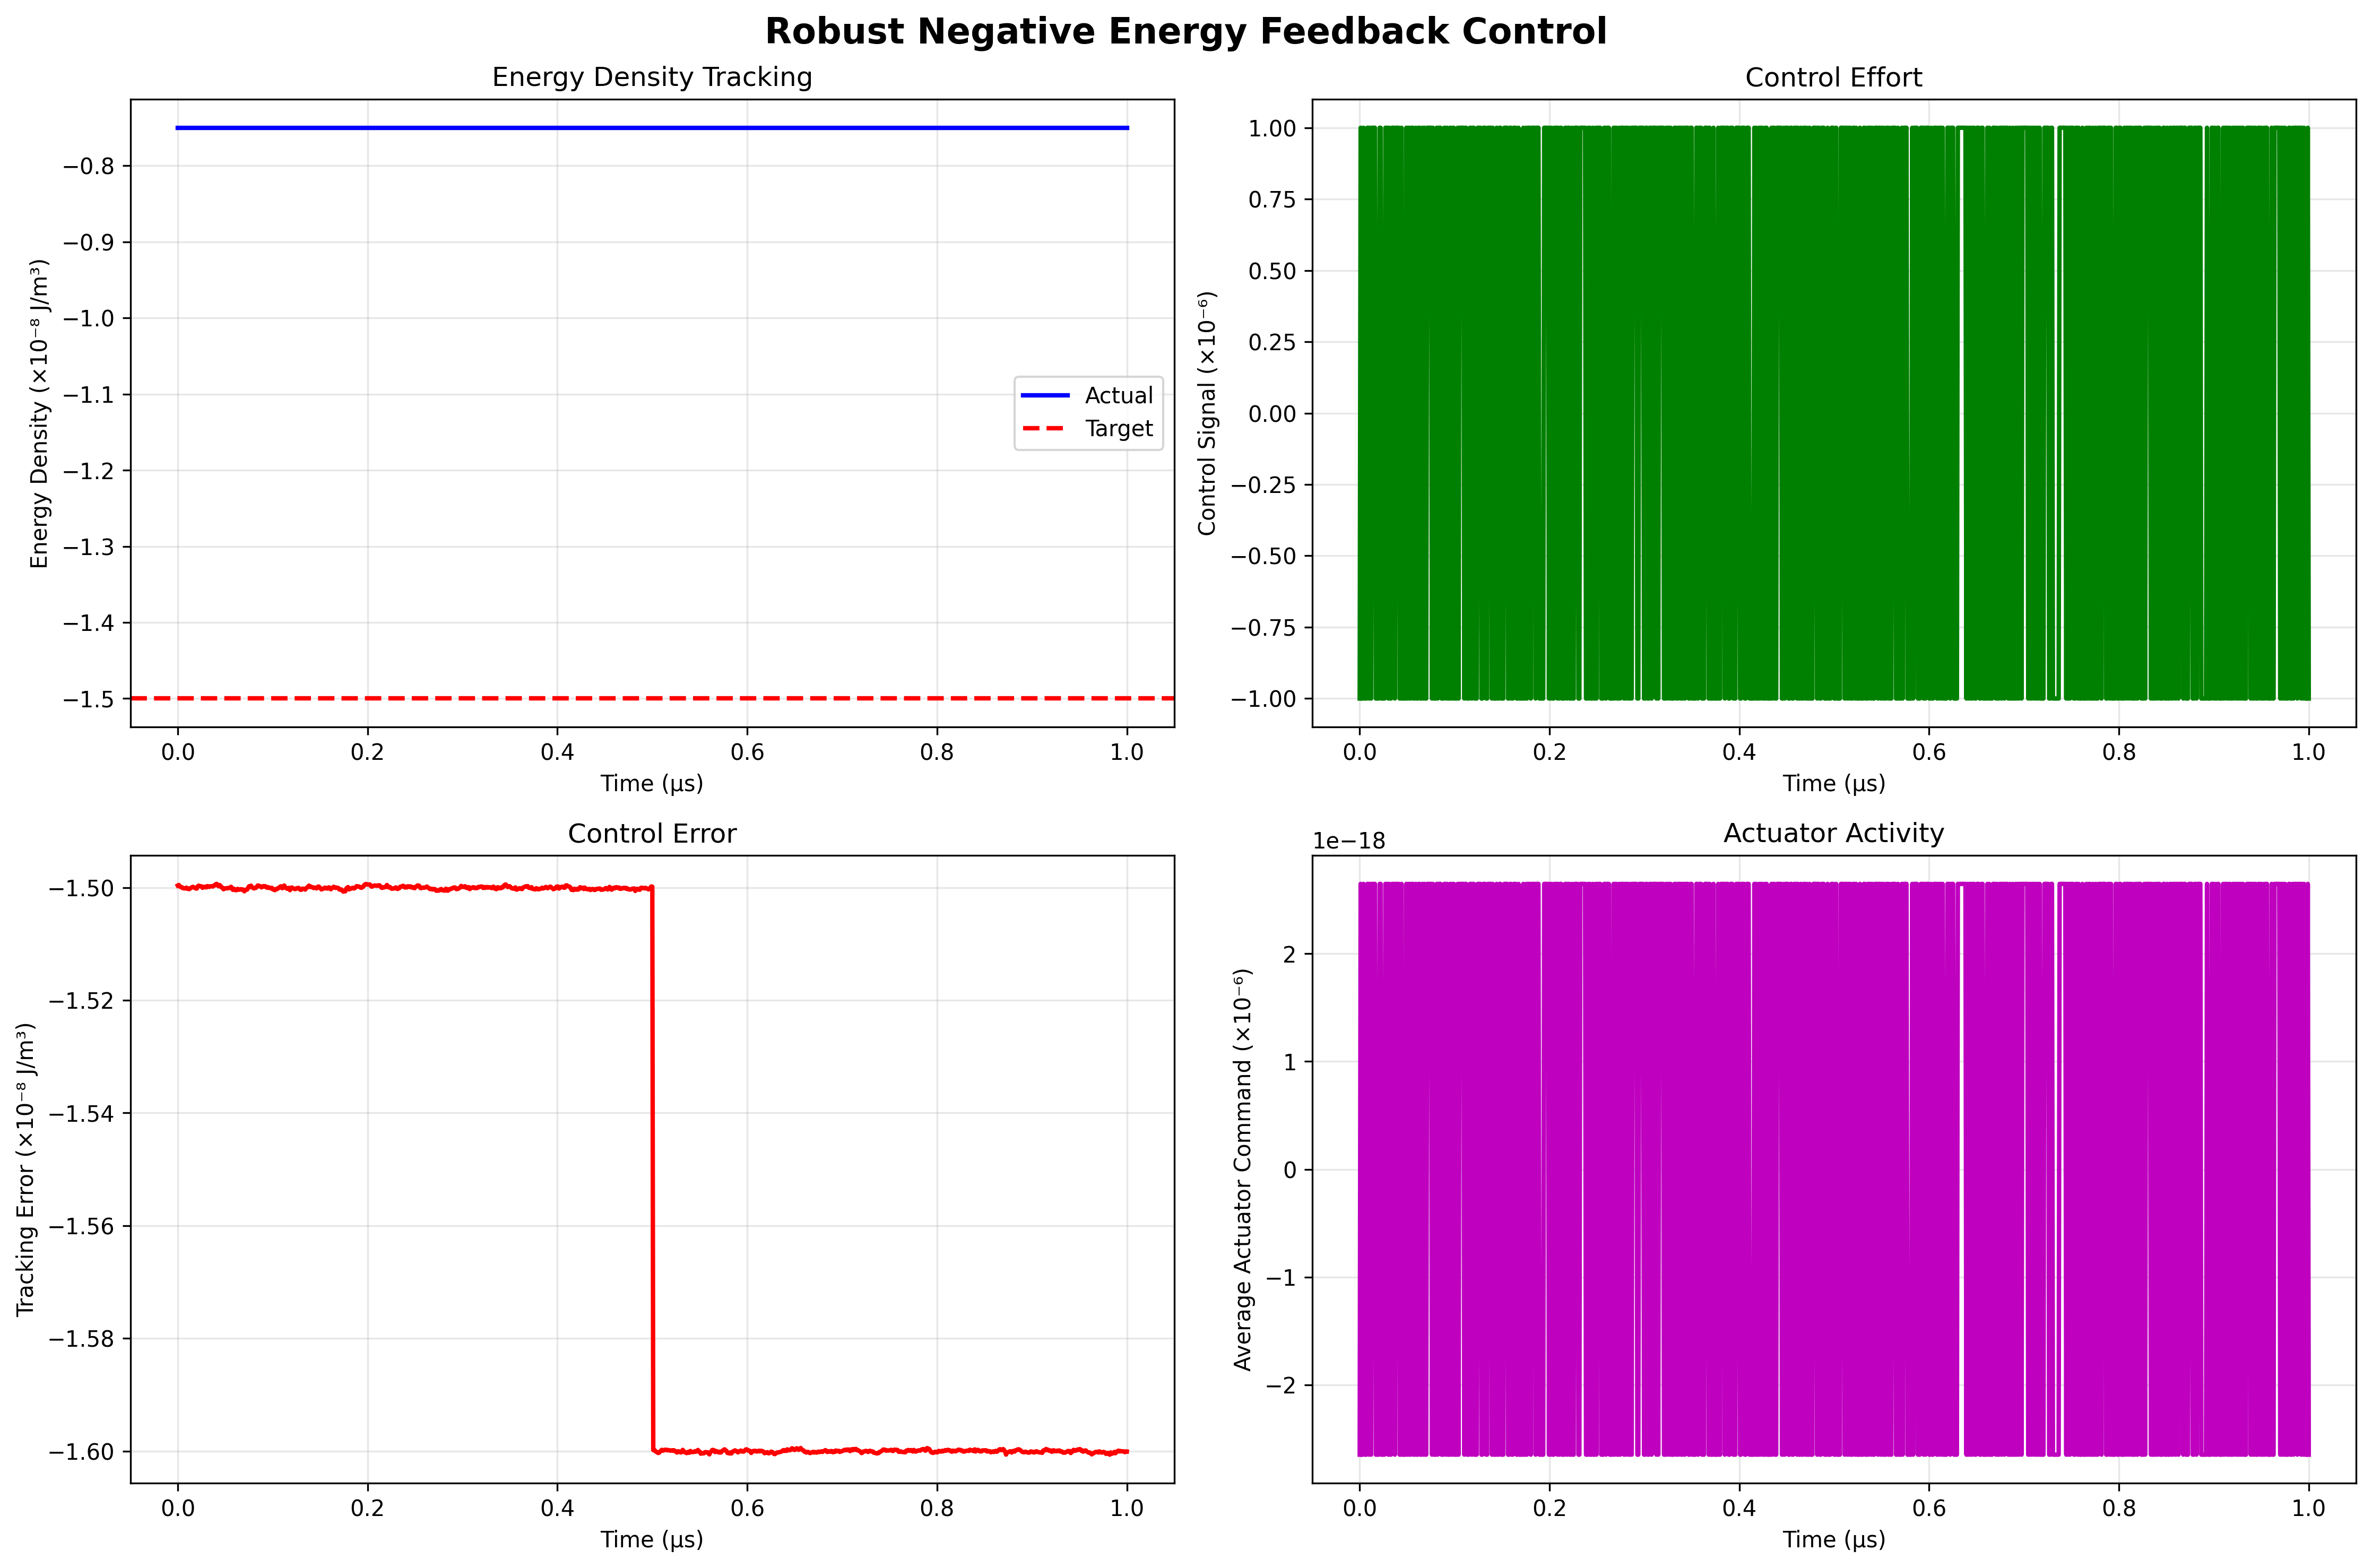 Robust Negative Energy Feedback Control
Energy Density Tracking
Energy Density (×10⁻⁸ J/m³)
−0.8
−0.9
−1.0
−1.1
−1.2
−1.3
−1.4
−1.5
Actual
Target
0.0 0.2 0.4 0.6 0.8 1.0
Time (μs)
Control Effort
Control Signal (×10⁻⁶)
1.00
0.75
0.50
0.25
0.00
−0.25
−0.50
−0.75
−1.00
0.0 0.2 0.4 0.6 0.8 1.0
Time (μs)
Control Error
Tracking Error (×10⁻⁸ J/m³)
−1.50
−1.52
−1.54
−1.56
−1.58
−1.60
0.0 0.2 0.4 0.6 0.8 1.0
Time (μs)
Actuator Activity
1e−18
Average Actuator Command (×10⁻⁶)
2
1
0
−1
−2
0.0 0.2 0.4 0.6 0.8 1.0
Time (μs)